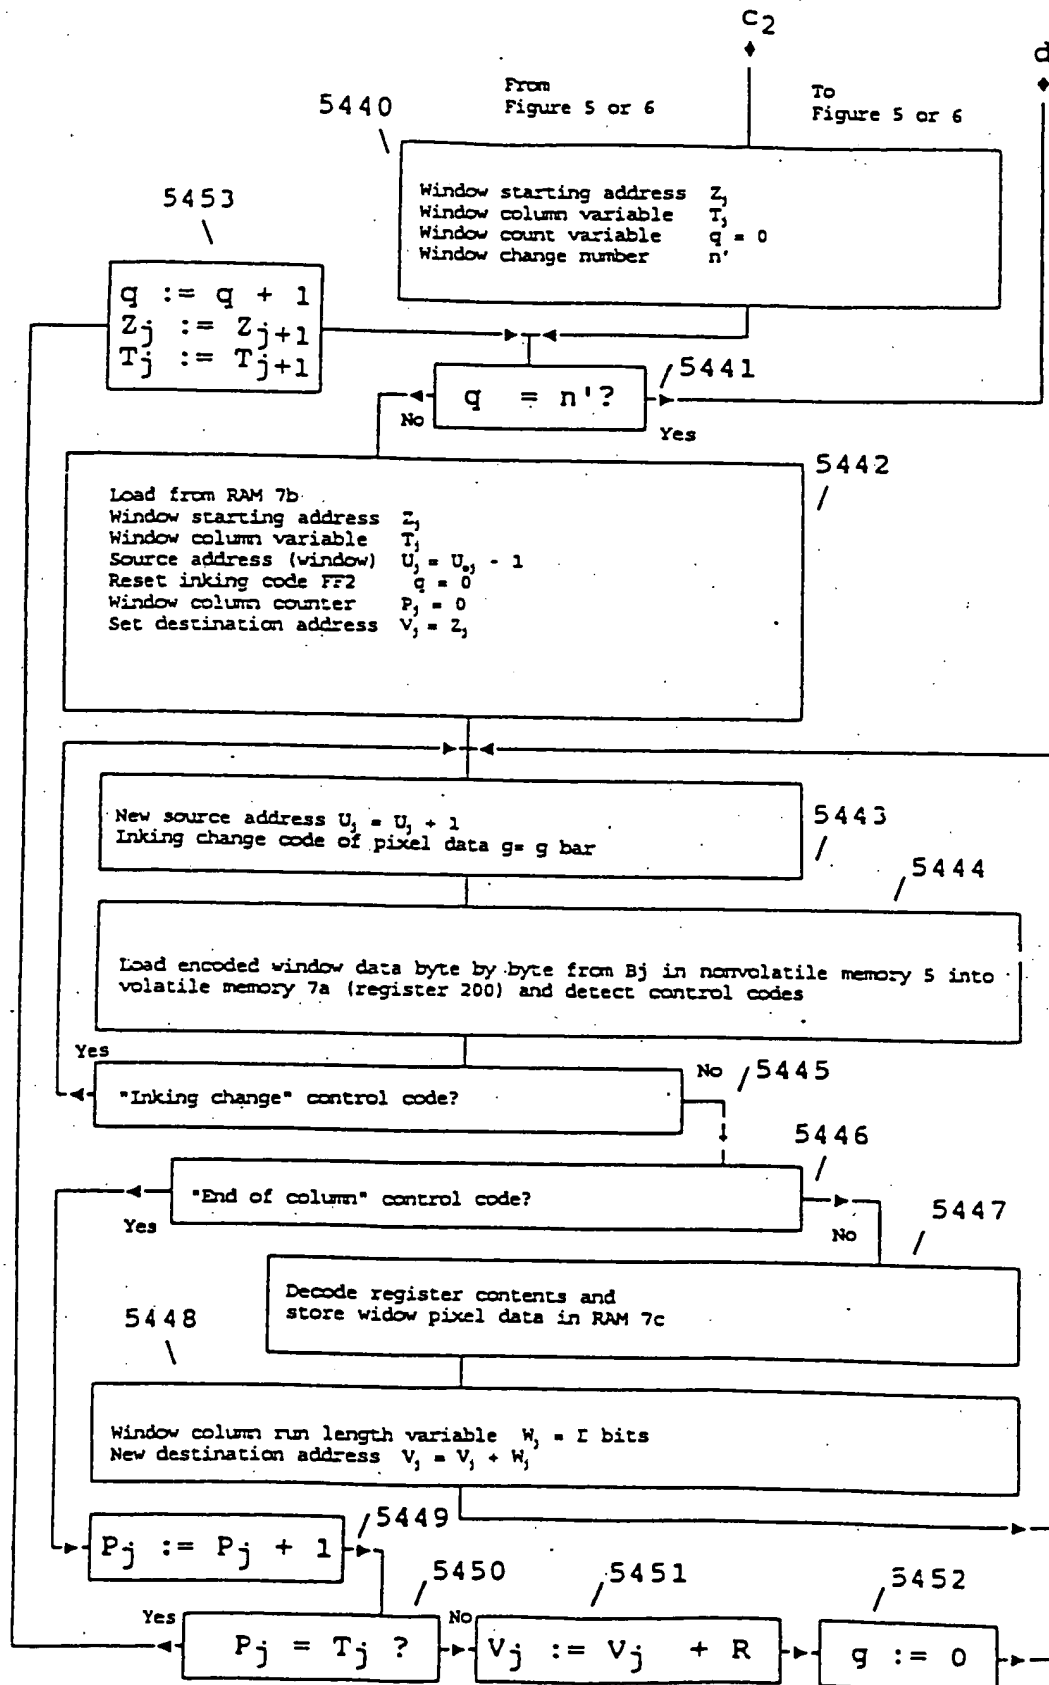 c2
d
From
Figure 5 or 6
To
Figure 5 or 6
5440
Window starting address Zj
Window column variable Tj
Window count variable q = 0
Window change number n'
5453
q := q + 1
Zj := Zj+1
Tj := Tj+1
q = n'?
5441
No
Yes
5442
Load from RAM 7b
Window starting address Zj
Window column variable Tj
Source address (window) Uj = Uoj - 1
Reset inking code FF2 q = 0
Window column counter Pj = 0
Set destination address Vj = Zj
New source address Uj = Uj + 1
Inking change code of pixel data g= g bar
5443
5444
Load encoded window data byte by byte from Bj in nonvolatile memory 5 into
volatile memory 7a (register 200) and detect control codes
Yes
"Inking change" control code?
No
5445
5446
"End of column" control code?
Yes
No
5447
Decode register contents and
store widow pixel data in RAM 7c
5448
Window column run length variable Wj = Σ bits
New destination address Vj = Vj + Wj
Pj := Pj + 1
5449
5450
5451
5452
Yes
Pj = Tj ?
No
Vj := Vj + R
g := 0